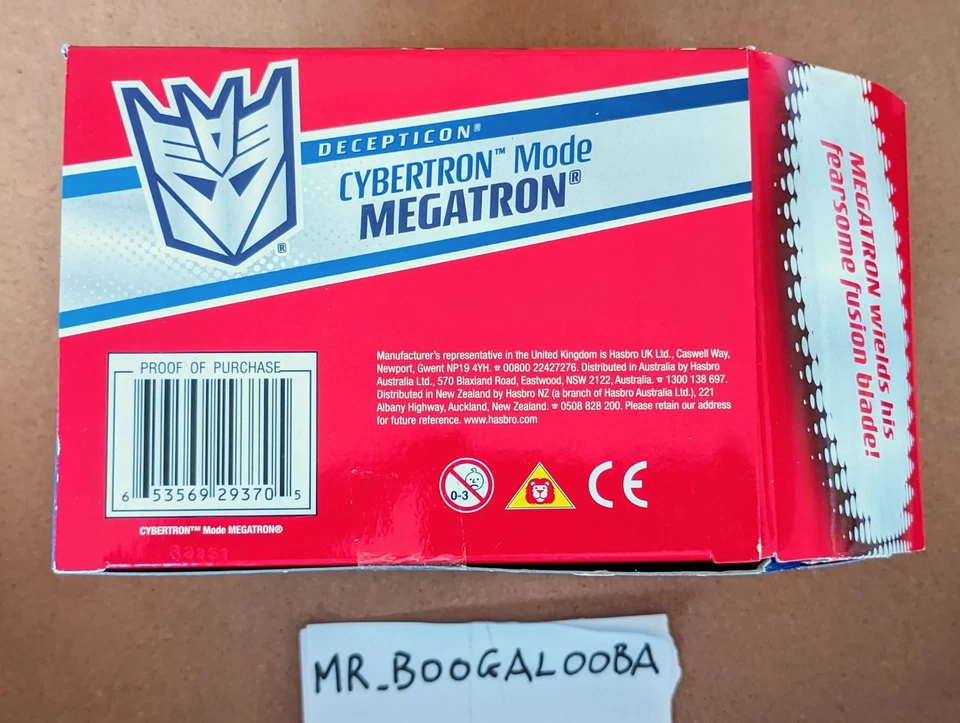 DECEPTICON®
CYBERTRON™ Mode
MEGATRON®
®
PROOF OF PURCHASE
6 53569 29370 5
CYBERTRON™ Mode MEGATRON®
Manufacturer's representative in the United Kingdom is Hasbro UK Ltd., Caswell Way,
Newport, Gwent NP19 4YH. ☎ 00800 22427276. Distributed in Australia by Hasbro
Australia Ltd., 570 Blaxland Road, Eastwood, NSW 2122, Australia. ☎ 1300 138 697.
Distributed in New Zealand by Hasbro NZ (a branch of Hasbro Australia Ltd.), 221
Albany Highway, Auckland, New Zealand. ☎ 0508 828 200. Please retain our address
for future reference. www.hasbro.com
0-3
CE
MEGATRON wields his
fearsome fusion blade!
MR_BOOGALOOBA